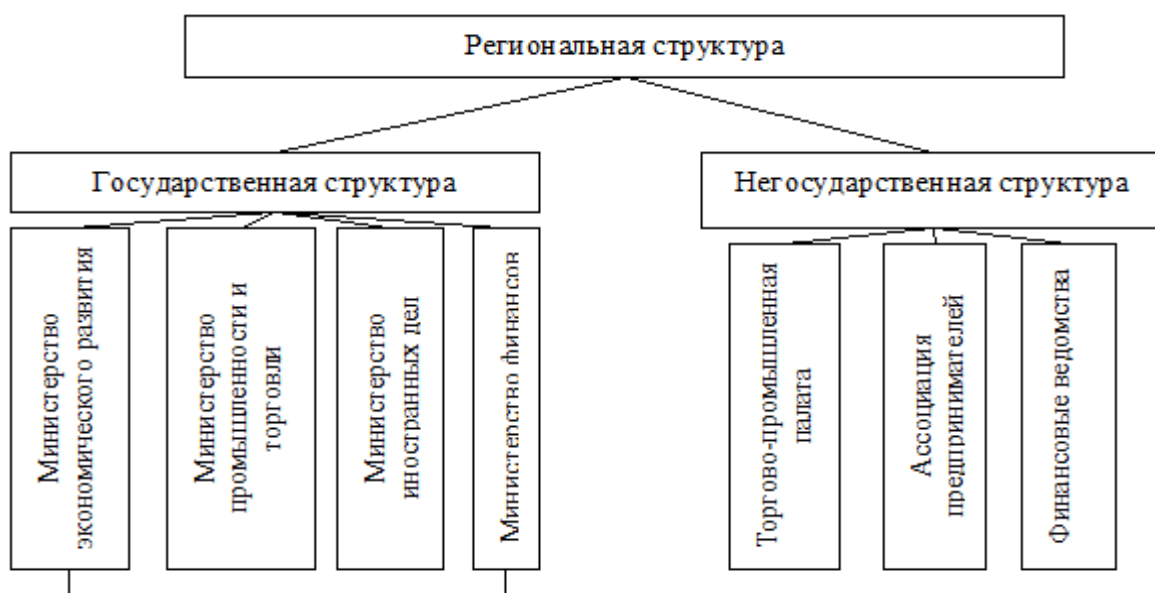 Региональная структура
Государственная структура
Негосударственная структура
Министерство
экономического развития
Министерство
промышленности и
торговли
Министерство
иностранных дел
Министерство финансов
Торгово-промышленная
палата
Ассоциация
предпринимателей
Финансовые ведомства